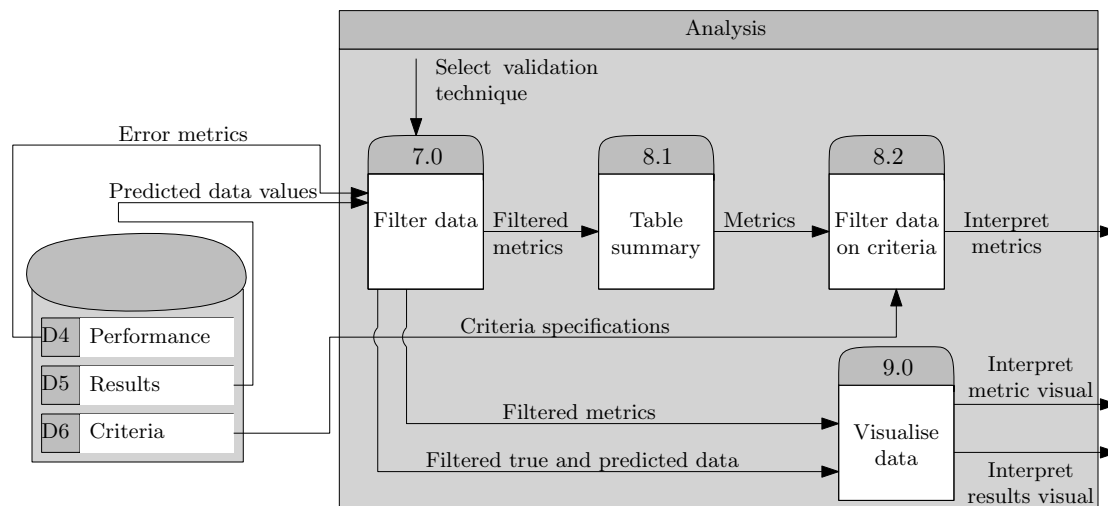 Analysis
Select validation
technique
Error metrics
7.0
8.1
8.2
Predicted data values
Filter data
Filtered
metrics
Table
summary
Metrics
Filter data
on criteria
Interpret
metrics
D4 Performance
Criteria specifications
D5 Results
9.0
Interpret
metric visual
D6 Criteria
Filtered metrics
Visualise
data
Filtered true and predicted data
Interpret
results visual